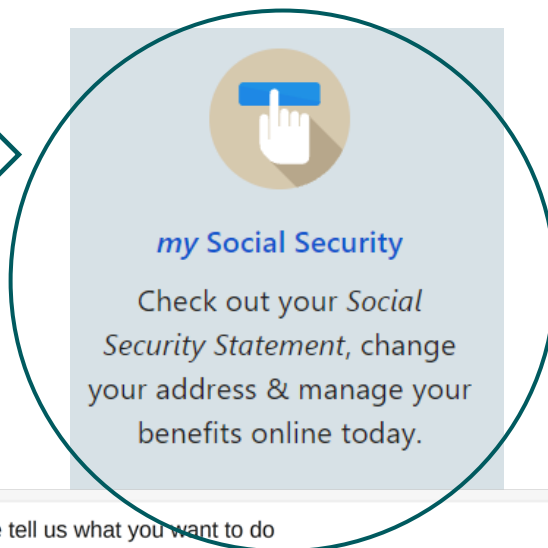 my Social Security
Check out your Social
Security Statement, change
your address & manage your
benefits online today.
tell us what you want to do